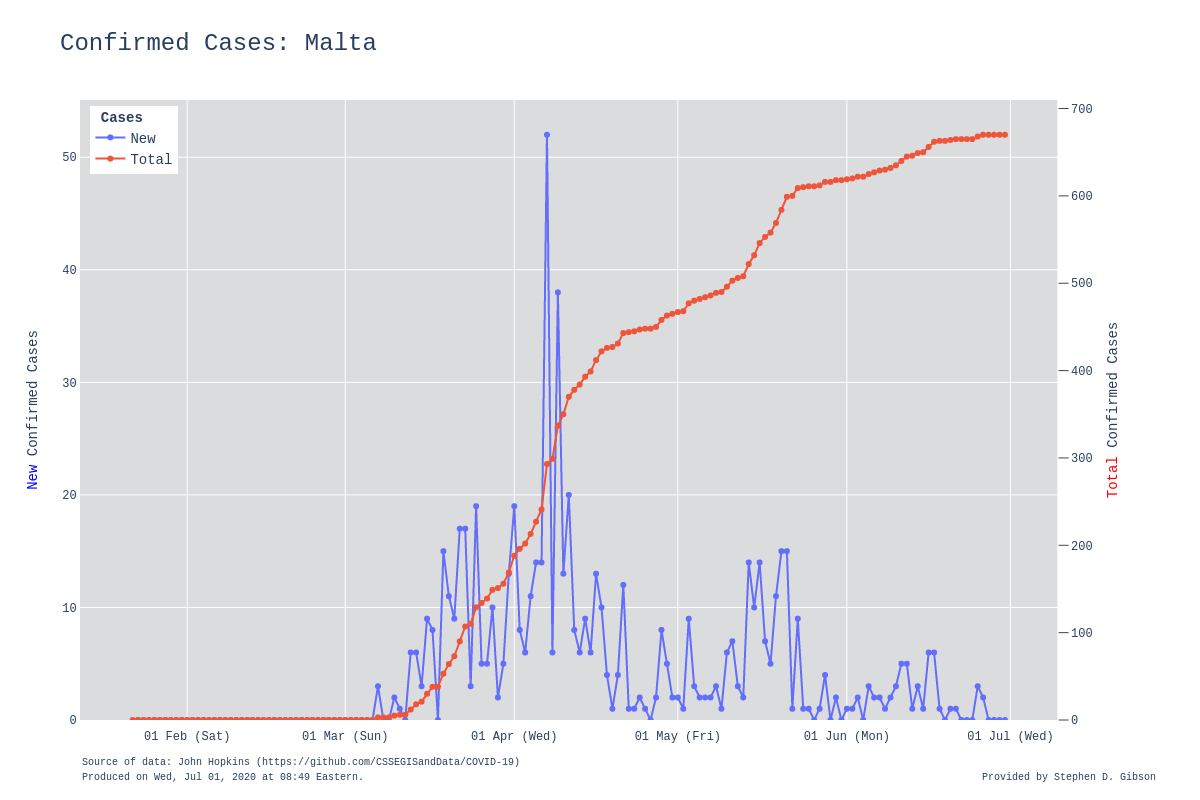 Confirmed Cases: Malta
Cases
New
Total
50
40
30
20
10
0
700
600
500
400
300
200
100
0
New Confirmed Cases
Total Confirmed Cases
01 Feb (Sat)
01 Mar (Sun)
01 Apr (Wed)
01 May (Fri)
01 Jun (Mon)
01 Jul (Wed)
Source of data: John Hopkins (https://github.com/CSSEGISandData/COVID-19)
Produced on Wed, Jul 01, 2020 at 08:49 Eastern.
Provided by Stephen D. Gibson